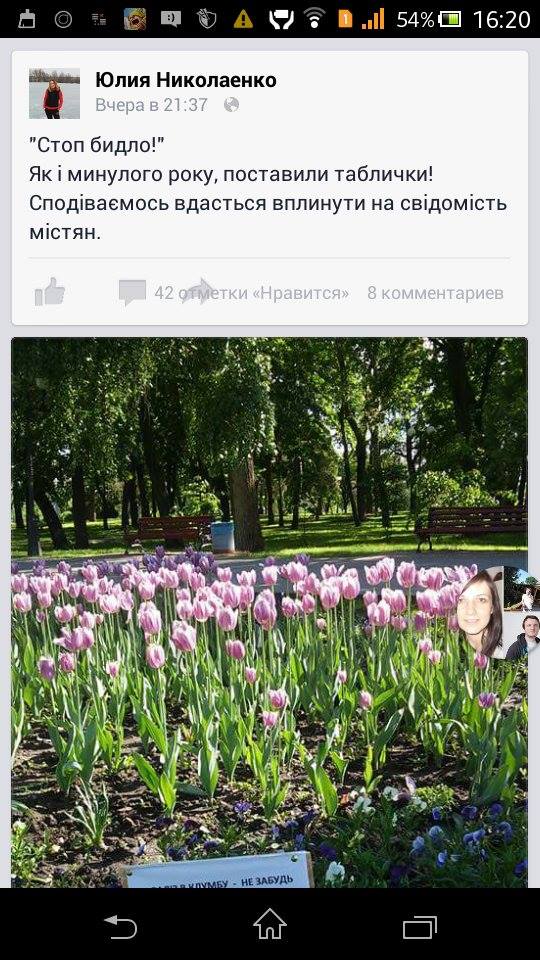 54% 16:20
Юлия Николаенко
Вчера в 21:37
"Стоп бидло!"
Як і минулого року, поставили таблички!
Сподіваємось вдасться вплинути на свідомість
містян.
42 отметки «Нравится» 8 комментариев
В КЛУМБУ - НЕ ЗАБУДЬ